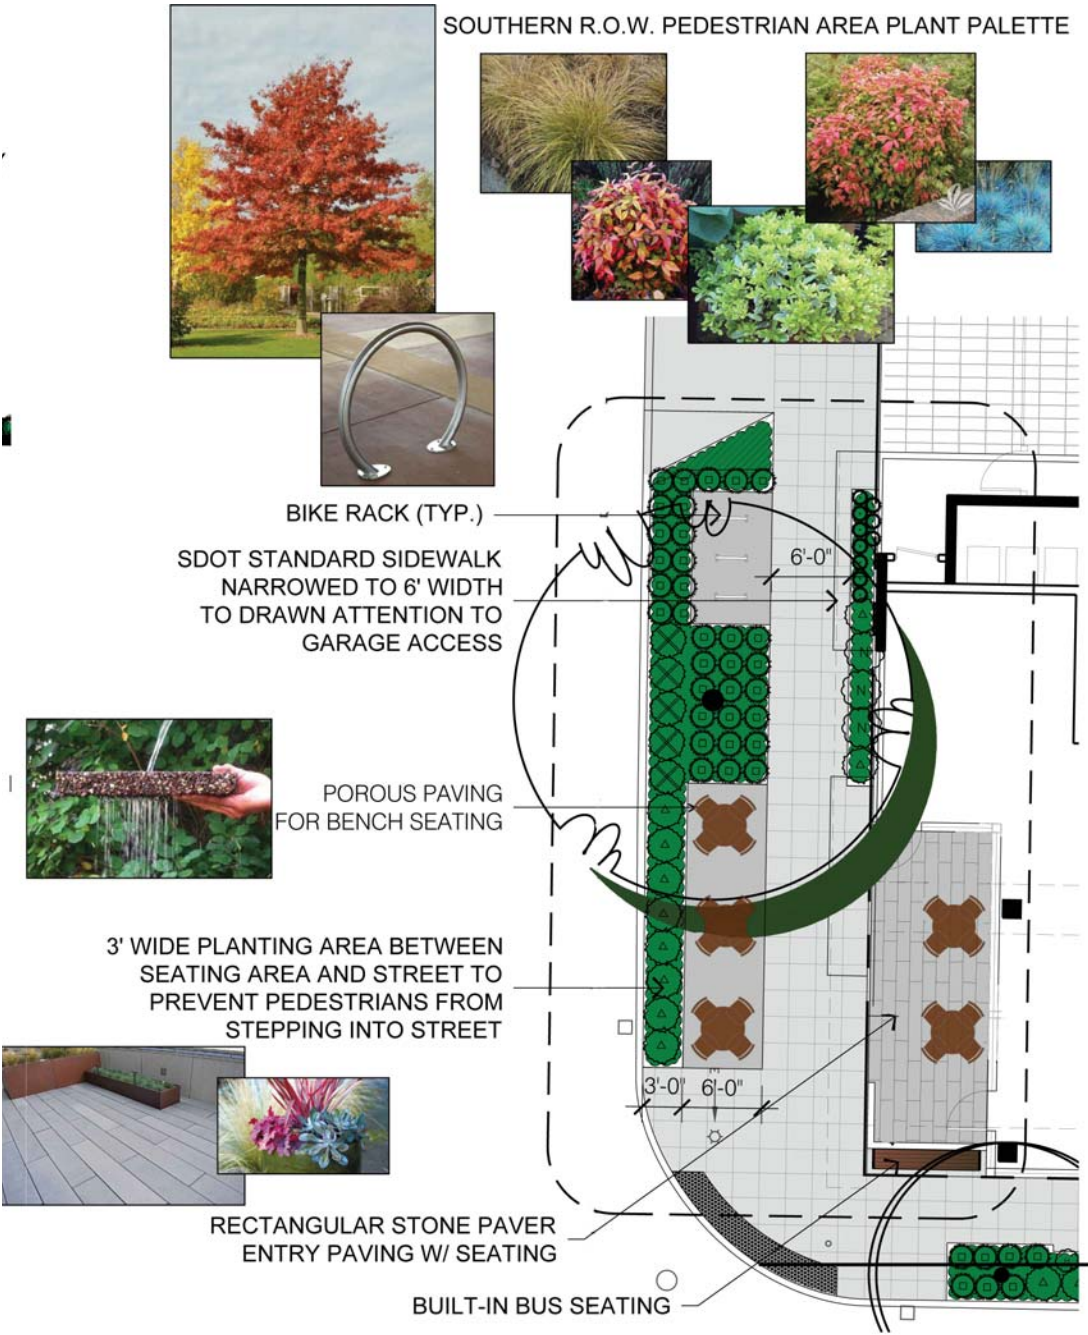 SOUTHERN R.O.W. PEDESTRIAN AREA PLANT PALETTE
BIKE RACK (TYP.)
SDOT STANDARD SIDEWALK
NARROWED TO 6' WIDTH
TO DRAWN ATTENTION TO
GARAGE ACCESS
6'-0"
POROUS PAVING
FOR BENCH SEATING
3' WIDE PLANTING AREA BETWEEN
SEATING AREA AND STREET TO
PREVENT PEDESTRIANS FROM
STEPPING INTO STREET
3'-0" 6'-0"
RECTANGULAR STONE PAVER
ENTRY PAVING W/ SEATING
BUILT-IN BUS SEATING
N
N
N